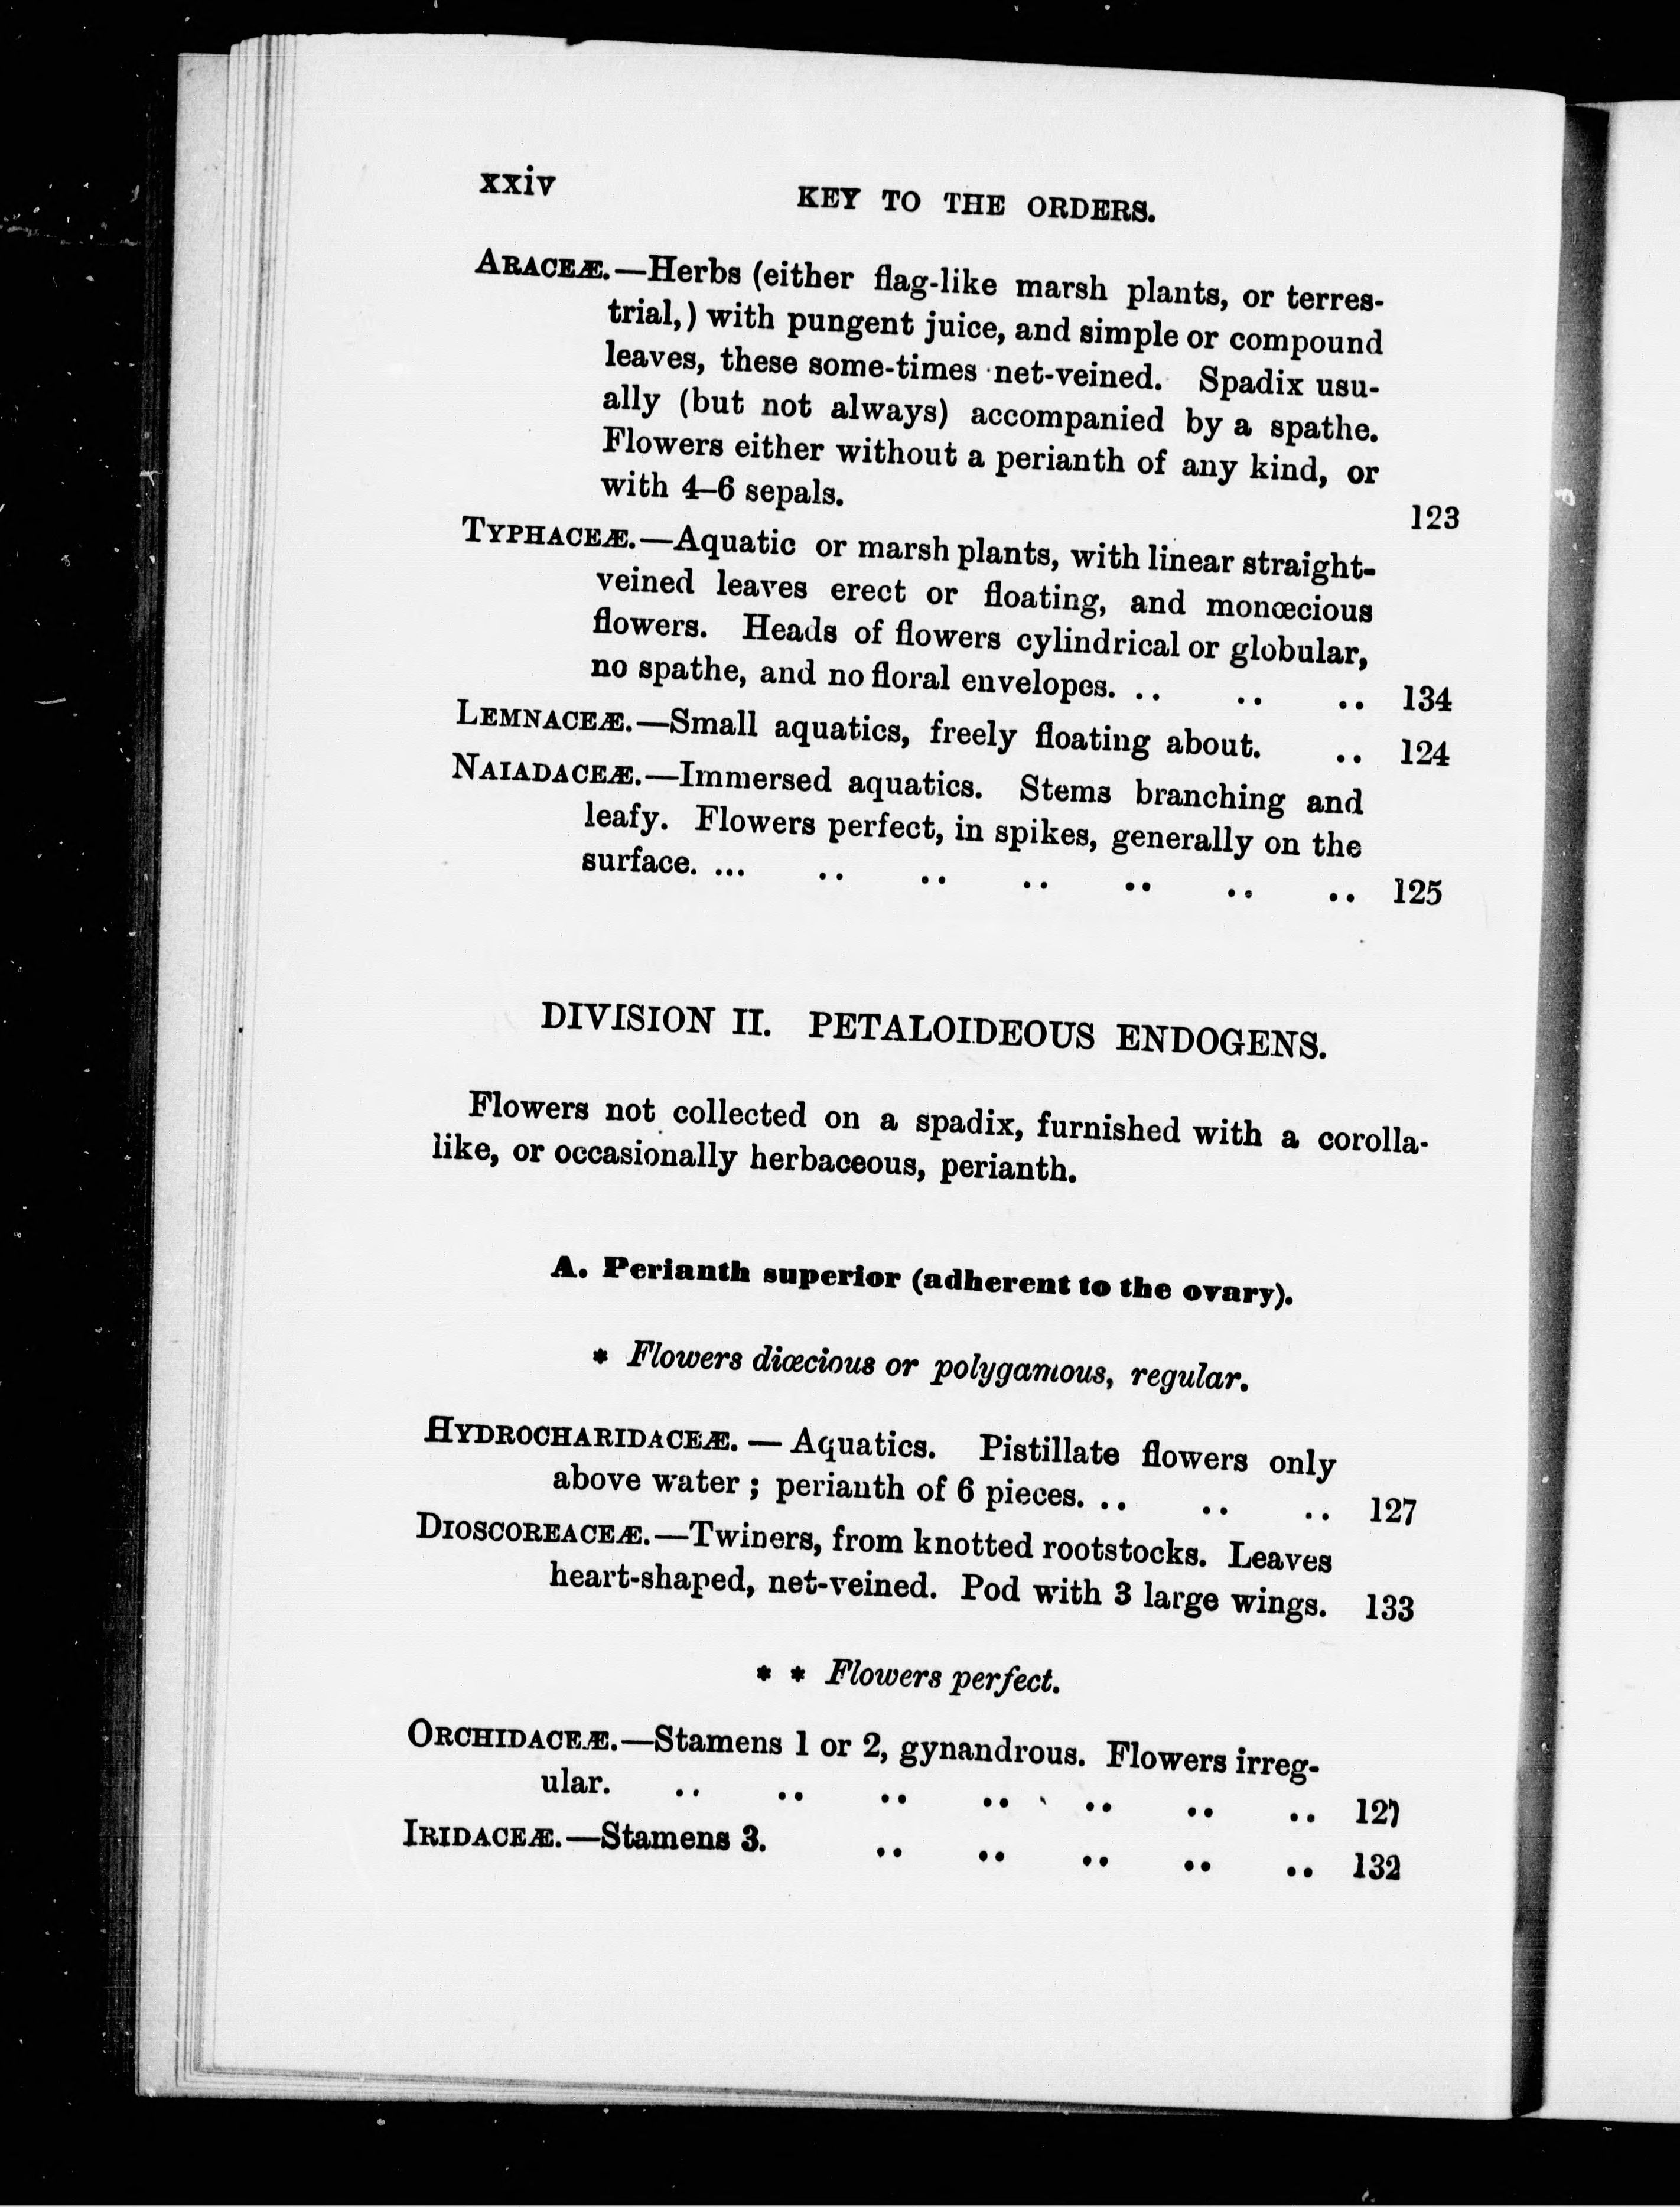 xxiv KEY TO THE ORDERS.
ARACEÆ.—Herbs (either flag-like marsh plants, or terres-
trial,) with pungent juice, and simple or compound
leaves, these some-times net-veined. Spadix usu-
ally (but not always) accompanied by a spathe.
Flowers either without a perianth of any kind, or
with 4–6 sepals. 123
TYPHACEÆ.—Aquatic or marsh plants, with linear straight-
veined leaves erect or floating, and monœcious
flowers. Heads of flowers cylindrical or globular,
no spathe, and no floral envelopes. .. .. .. 134
LEMNACEÆ.—Small aquatics, freely floating about. .. 124
NAIADACEÆ.—Immersed aquatics. Stems branching and
leafy. Flowers perfect, in spikes, generally on the
surface. ... .. .. .. .. .. .. 125
DIVISION II. PETALOIDEOUS ENDOGENS.
Flowers not collected on a spadix, furnished with a corolla-
like, or occasionally herbaceous, perianth.
A. Perianth superior (adherent to the ovary).
* Flowers diœcious or polygamous, regular.
HYDROCHARIDACEÆ. — Aquatics. Pistillate flowers only
above water ; perianth of 6 pieces. .. .. .. 127
DIOSCOREACEÆ.—Twiners, from knotted rootstocks. Leaves
heart-shaped, net-veined. Pod with 3 large wings. 133
* * Flowers perfect.
ORCHIDACEÆ.—Stamens 1 or 2, gynandrous. Flowers irreg-
ular. .. .. .. .. .. .. .. 127
IRIDACEÆ.—Stamens 3. .. .. .. .. .. 132